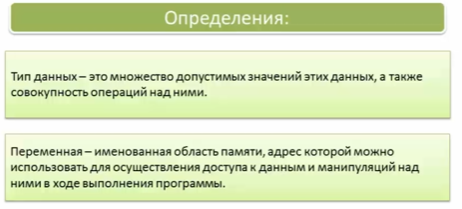 Определения:
Тип данных – это множество допустимых значений этих данных, а также
совокупность операций над ними.
Переменная – именованная область памяти, адрес которой можно
использовать для осуществления доступа к данным и манипуляций над
ними в ходе выполнения программы.